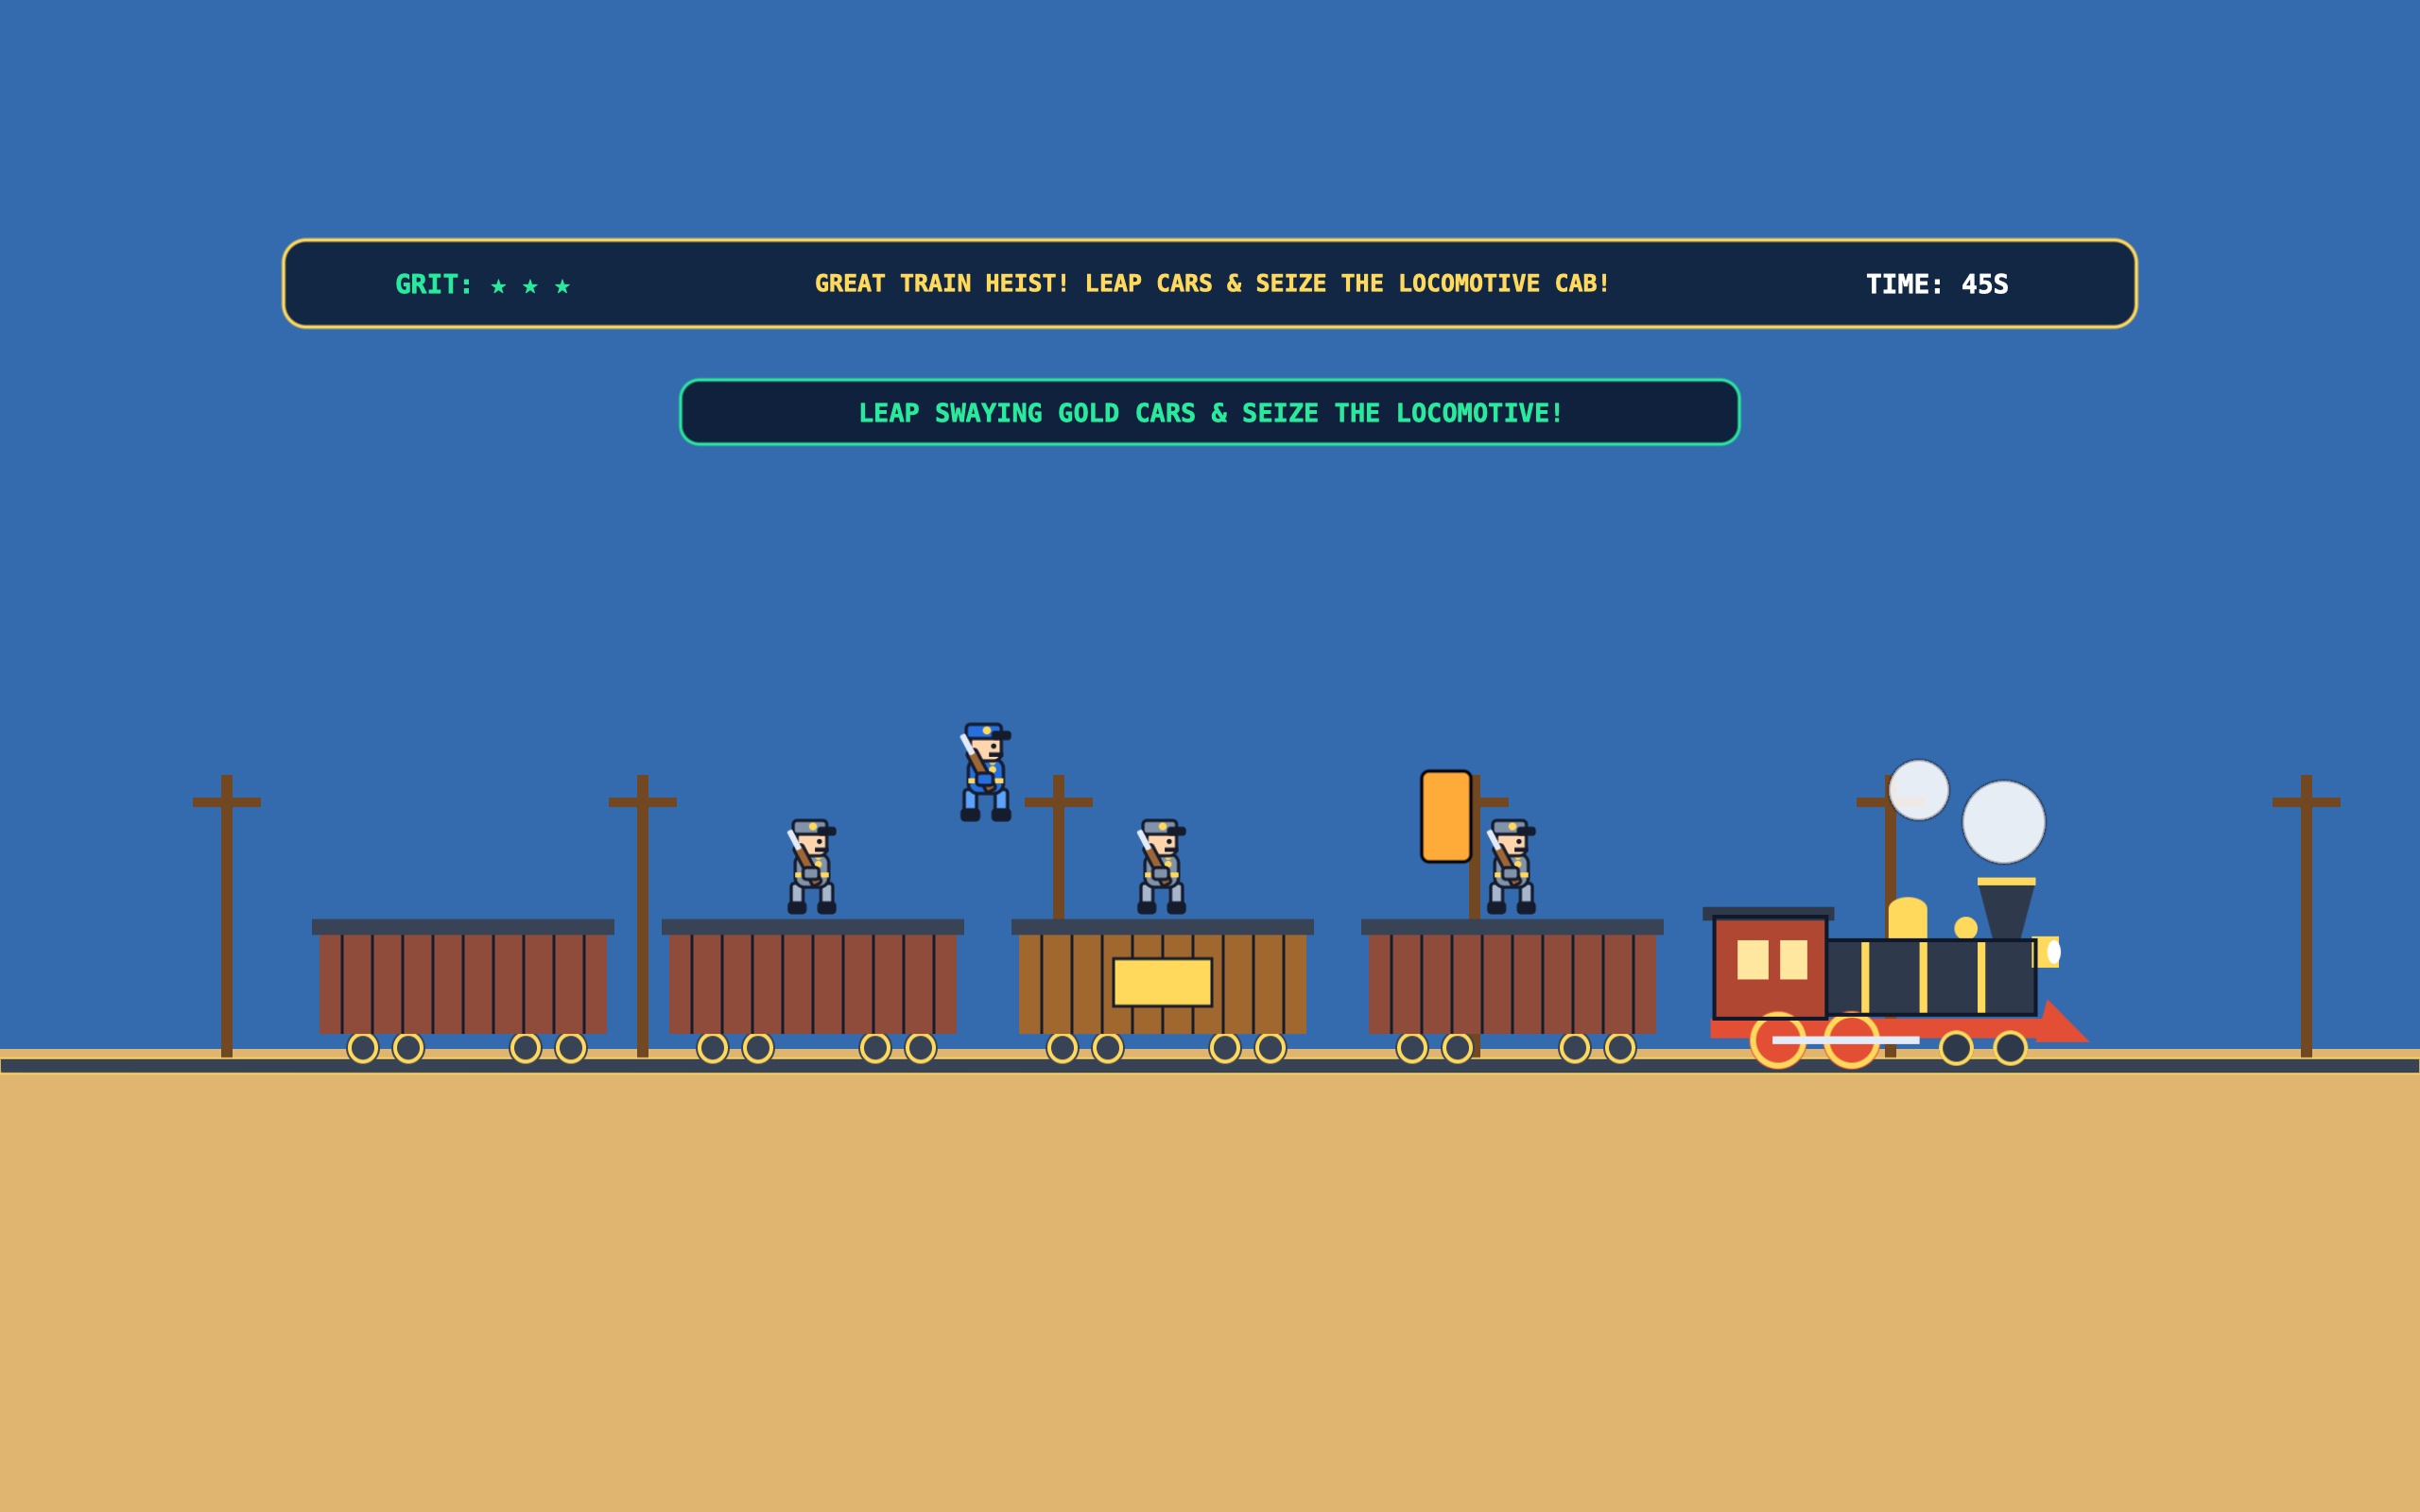 GRIT: ★ ★ ★
GREAT TRAIN HEIST! LEAP CARS & SEIZE THE LOCOMOTIVE CAB!
TIME: 45S
LEAP SWAYING GOLD CARS & SEIZE THE LOCOMOTIVE!